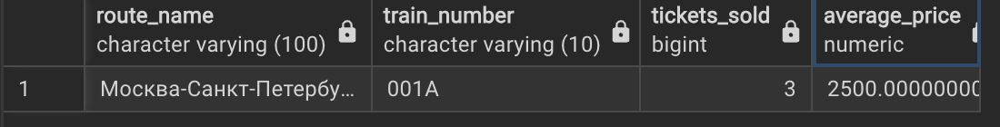 route_name train_number tickets_sold average_price
character varying (100) character varying (10) bigint numeric
1 Москва-Санкт-Петербу... 001А 3 2500.00000000